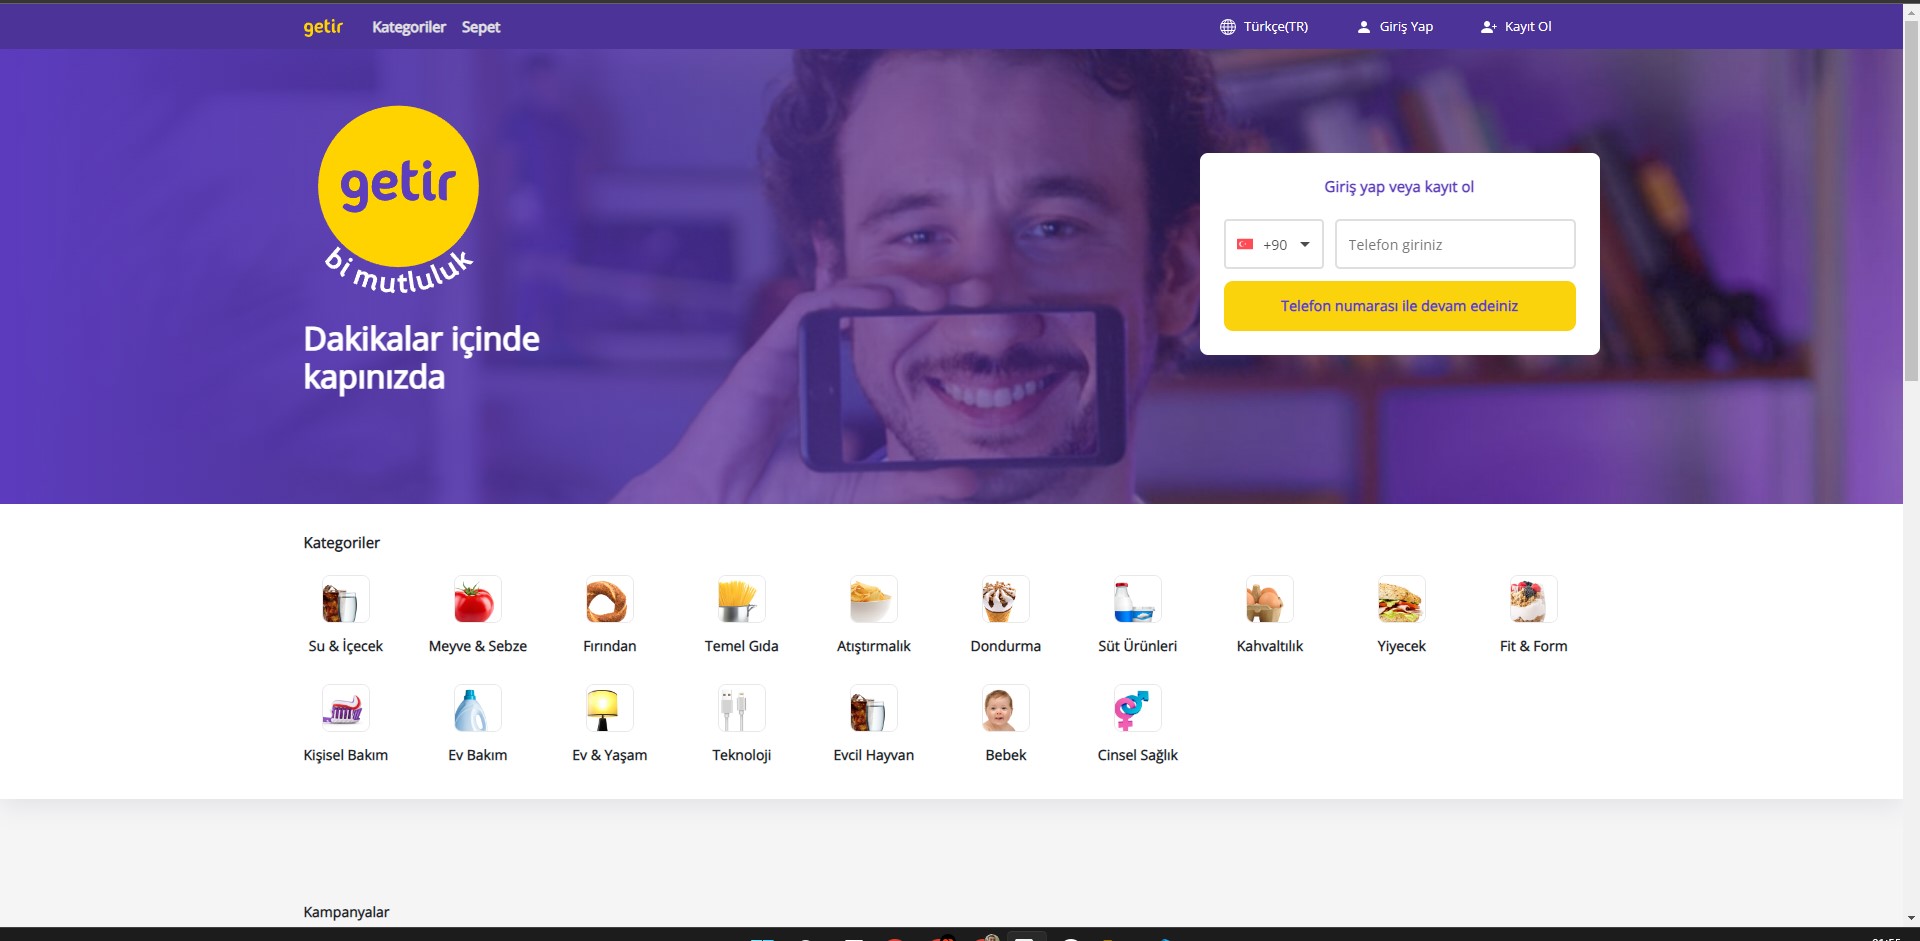 getir Kategoriler Sepet Türkçe(TR) Giriş Yap Kayıt Ol
getir
bi mutluluk
Dakikalar içinde
kapınızda
Giriş yap veya kayıt ol
+90 Telefon giriniz
Telefon numarası ile devam edeiniz
Kategoriler
Su & İçecek Meyve & Sebze Fırından Temel Gıda Atıştırmalık Dondurma Süt Ürünleri Kahvaltılık Yiyecek Fit & Form
Kişisel Bakım Ev Bakım Ev & Yaşam Teknoloji Evcil Hayvan Bebek Cinsel Sağlık
Kampanyalar